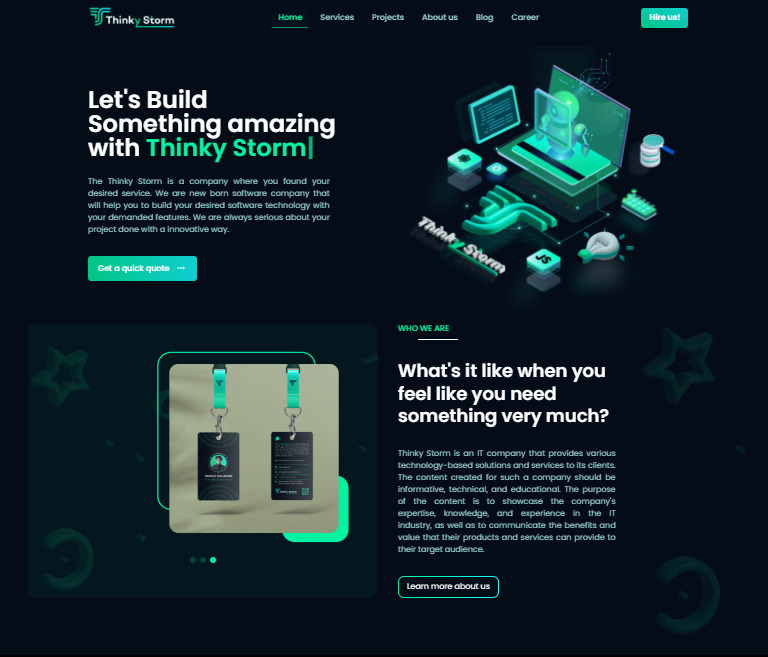 Thinky Storm
Home Services Projects About us Blog Career
Hire us!
Let's Build
Something amazing
with Thinky Storm
The Thinky Storm is a company where you found your
desired service. We are new born software company that
will help you to build your desired software technology with
your demanded features. We are always serious about your
project done with a innovative way.
Get a quick quote →
Thinky Storm
JS
WHO WE ARE
What's it like when you
feel like you need
something very much?
Thinky Storm is an IT company that provides various
technology-based solutions and services to its clients.
The content created for such a company should be
informative, technical, and educational. The purpose
of the content is to showcase the company's
expertise, knowledge, and experience in the IT
industry, as well as to communicate the benefits and
value that their products and services can provide to
their target audience.
Learn more about us